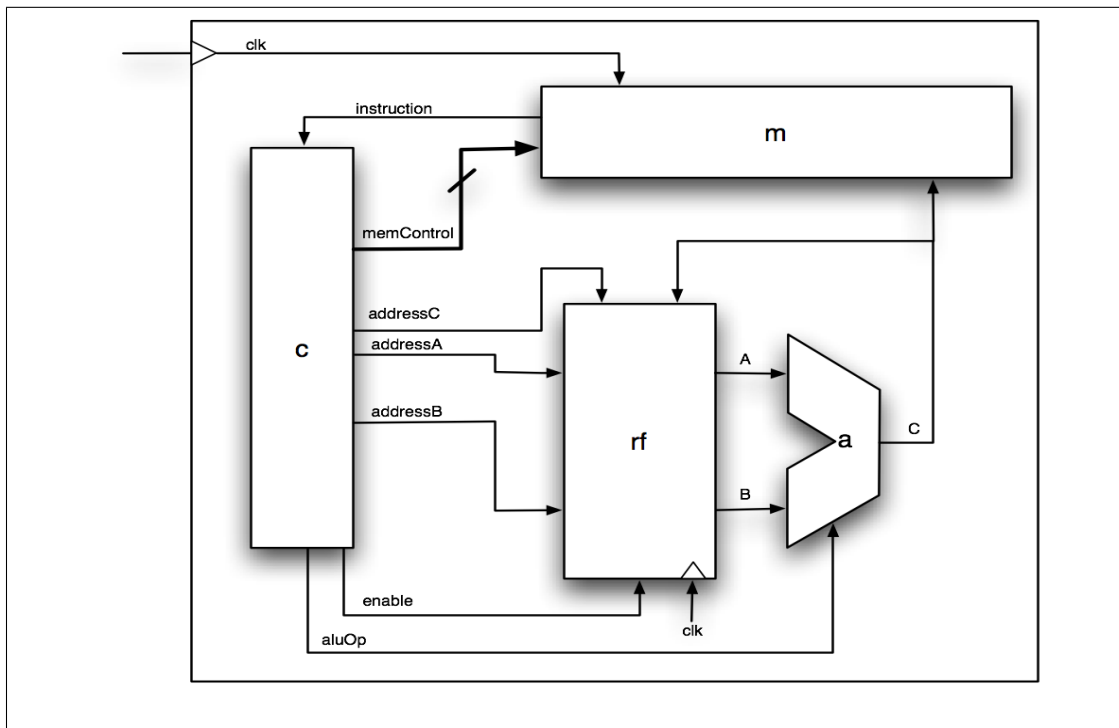 clk
instruction
m
memControl
addressC
c
addressA
A
addressB
C
rf
a
B
enable
clk
aluOp